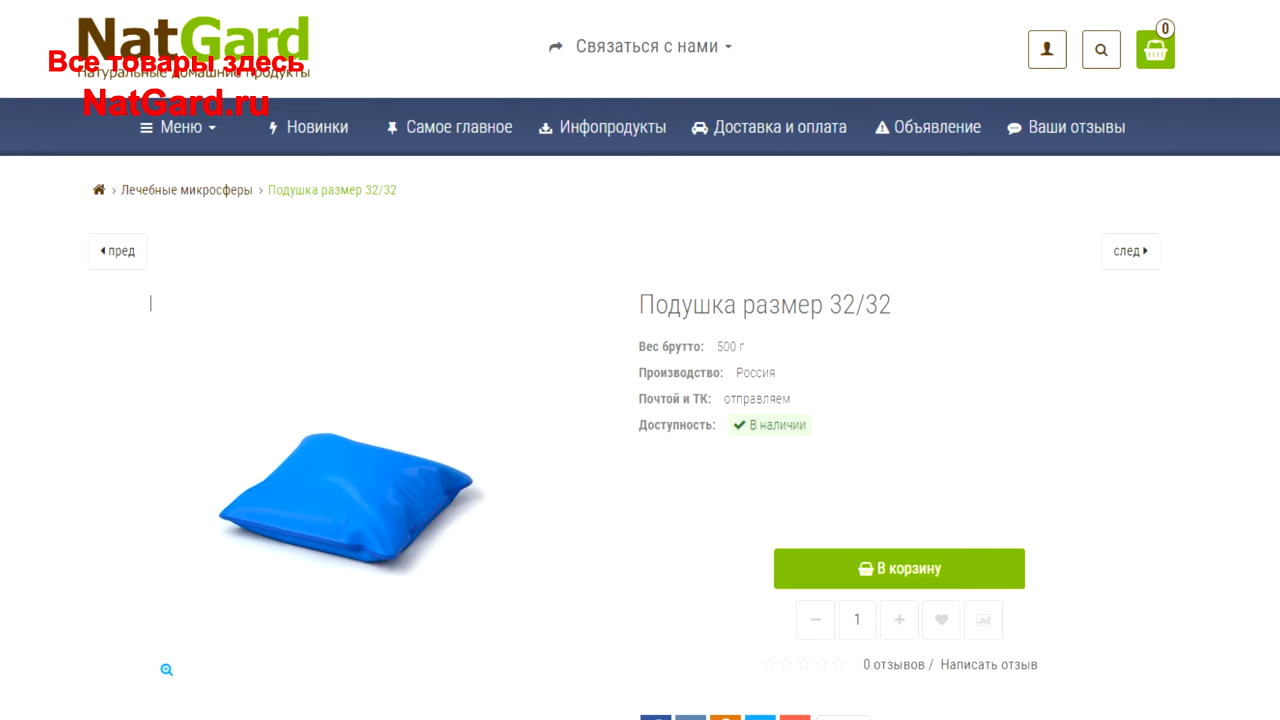 NatGard
Натуральные домашние продукты
Все товары здесь
NatGard.ru
Связаться с нами
0
Меню
Новинки
Самое главное
Инфопродукты
Доставка и оплата
Объявление
Ваши отзывы
Лечебные микросферы > Подушка размер 32/32
пред
след
Подушка размер 32/32
Вес брутто: 500 г
Производство: Россия
Почтой и ТК: отправляем
Доступность: В наличии
В корзину
1
0 отзывов / Написать отзыв